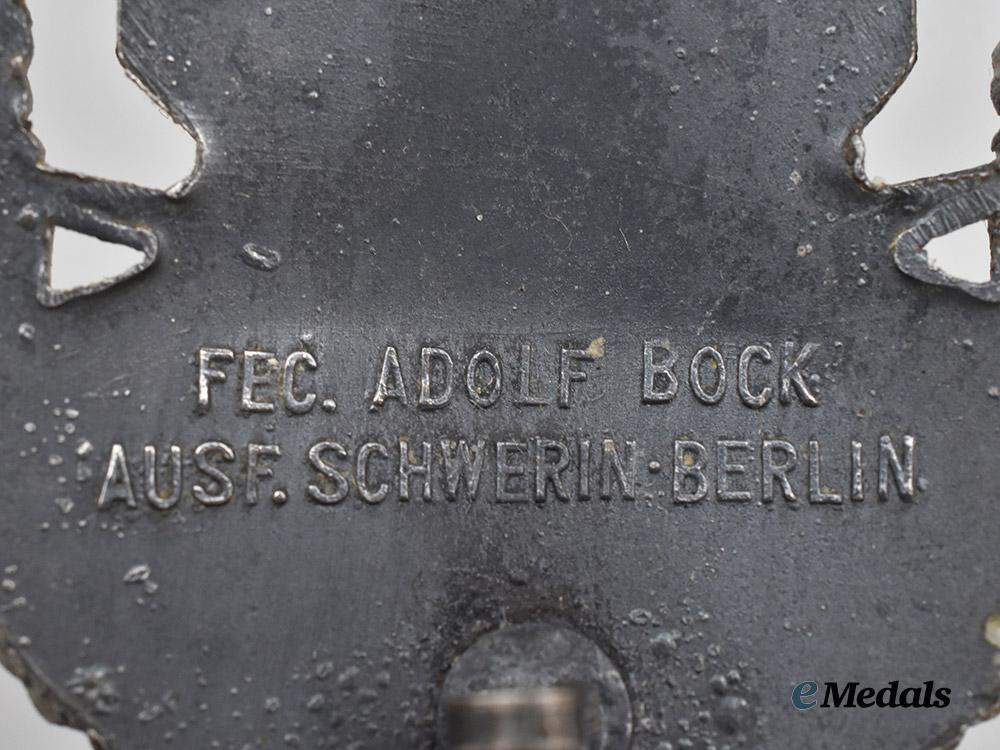 FEC. ADOLF BOCK
AUSF. SCHWERIN·BERLIN
eMedals